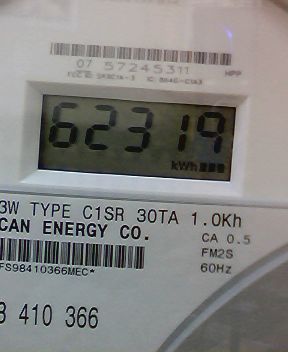 07 57245311 HPP
62319
kWh
3W TYPE C1SR 30TA 1.0Kh
CAN ENERGY CO.
CA 0.5
FM2S
FS98410366MEC*
60Hz
3 410 366